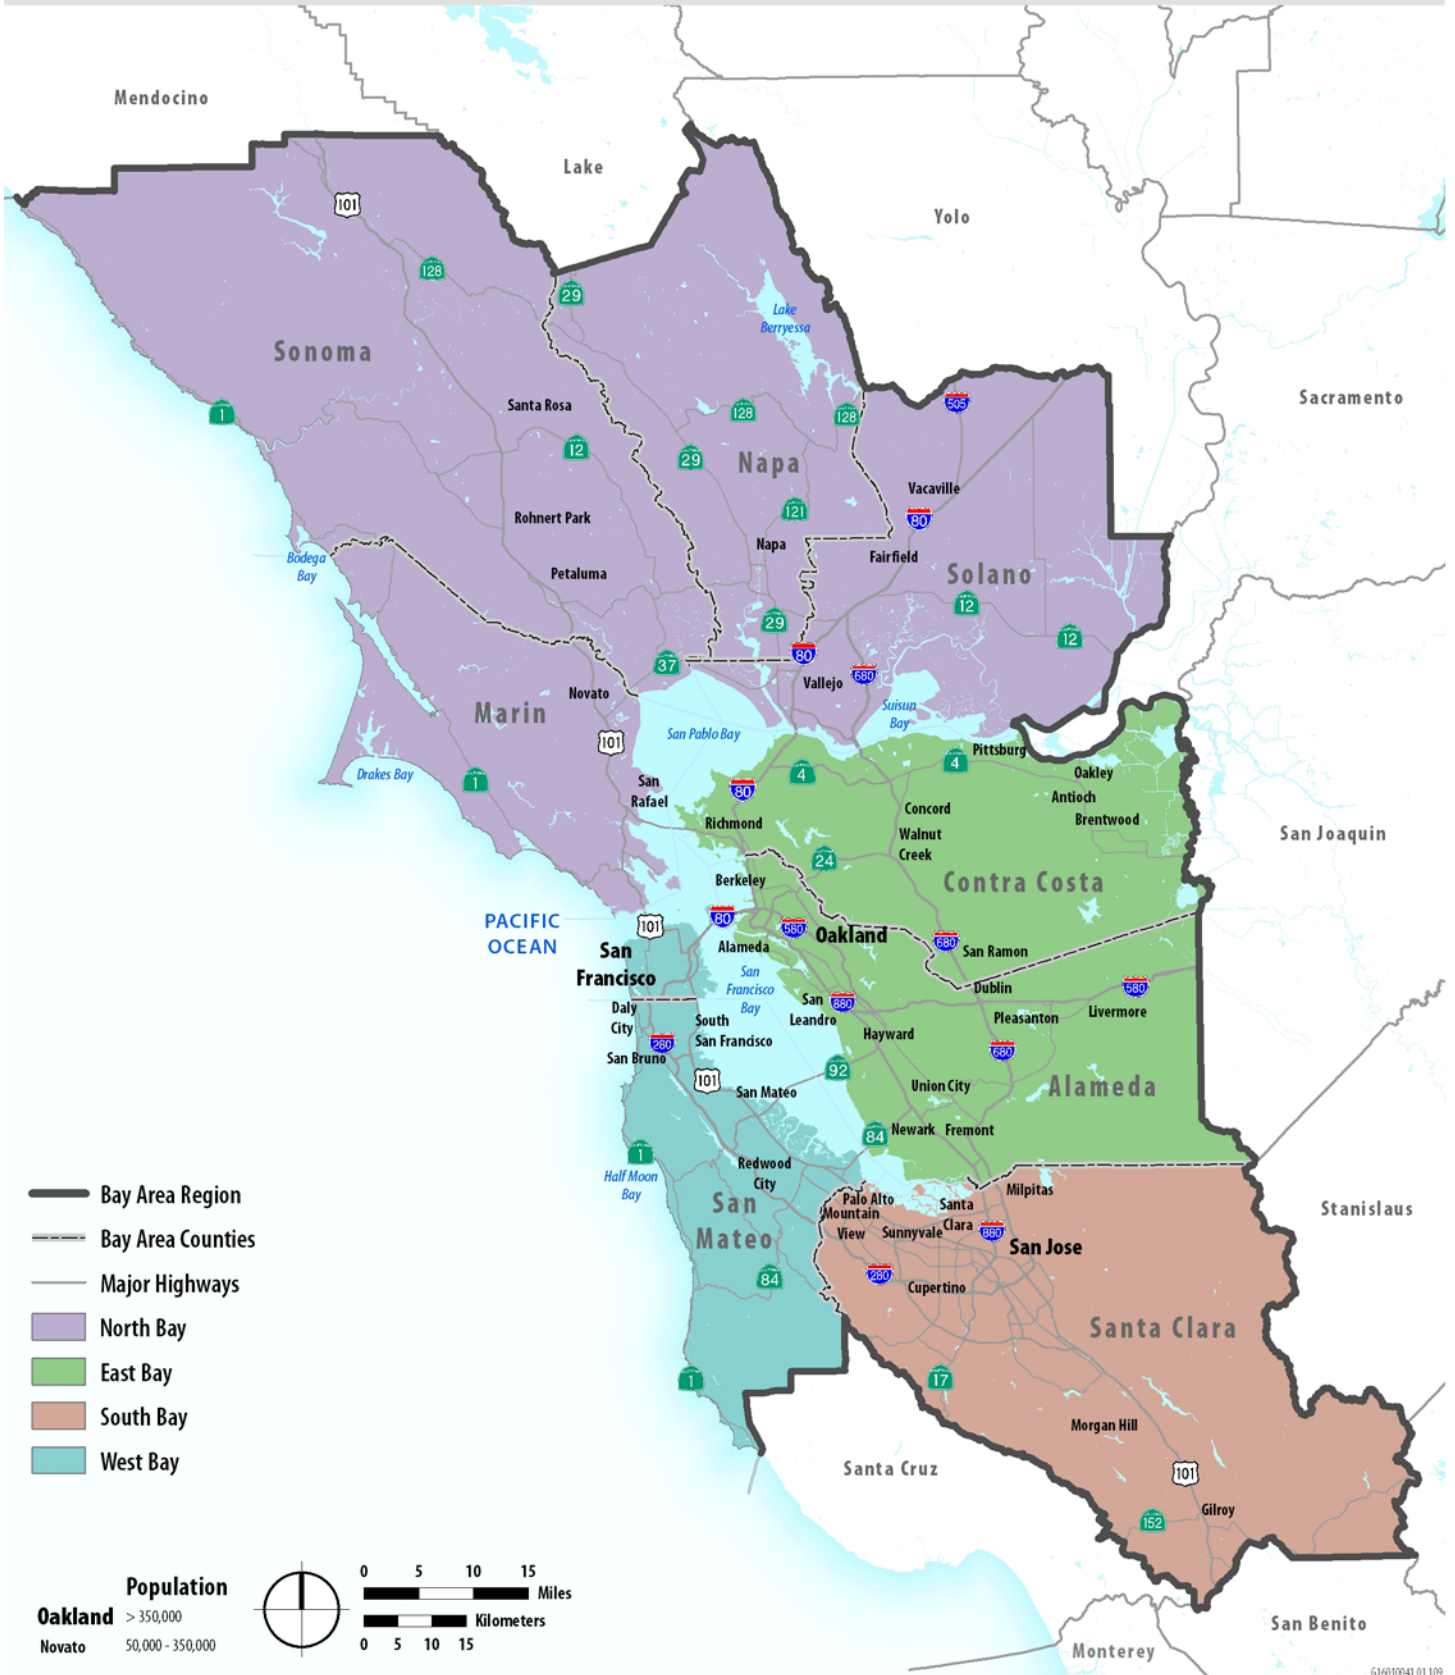 Mendocino
Lake
Yolo
101
128
29
Lake
Berryessa
Sonoma
Sacramento
505
1
Santa Rosa
128
128
12
29
Napa
Vacaville
121
80
Rohnert Park
Napa
Fairfield
Bodega
Bay
Petaluma
Solano
12
29
12
37
80
680
Vallejo
Novato
Marin
Suisun
Bay
101
San Pablo Bay
Pittsburg
4
4
Drakes Bay
1
San
Rafael
80
Oakley
Antioch
Brentwood
Concord
Richmond
Walnut
Creek
San Joaquin
24
Contra Costa
Berkeley
PACIFIC
OCEAN
101
80
580
Oakland
Alameda
680
San Ramon
San
Francisco
San
Francisco
Bay
Dublin
580
San
Leandro
880
Daly
City
South
San Francisco
Pleasanton
Livermore
Hayward
280
San Bruno
680
92
101
San Mateo
Union City
Alameda
84
Newark
Fremont
1
Half Moon
Bay
Redwood
City
San
Mateo
Palo Alto
Mountain
View
Sunnyvale
Santa
Clara
Milpitas
880
San Jose
Stanislaus
84
280
Cupertino
Santa Clara
1
17
Morgan Hill
Santa Cruz
101
152
Gilroy
San Benito
Monterey
Bay Area Region
Bay Area Counties
Major Highways
North Bay
East Bay
South Bay
West Bay
Population
Oakland > 350,000
Novato 50,000 - 350,000
0 5 10 15
Miles
Kilometers
0 5 10 15